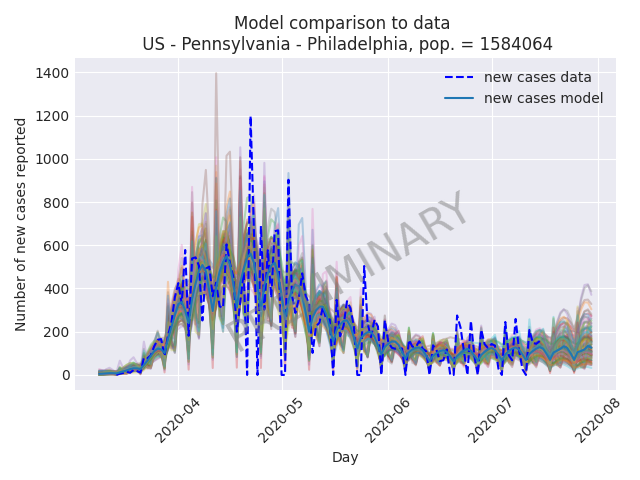 Model comparison to data
US - Pennsylvania - Philadelphia, pop. = 1584064
1400
1200
1000
800
600
400
200
0
Number of new cases reported
new cases data
new cases model
PRELIMINARY
2020-04
2020-05
2020-06
2020-07
2020-08
Day